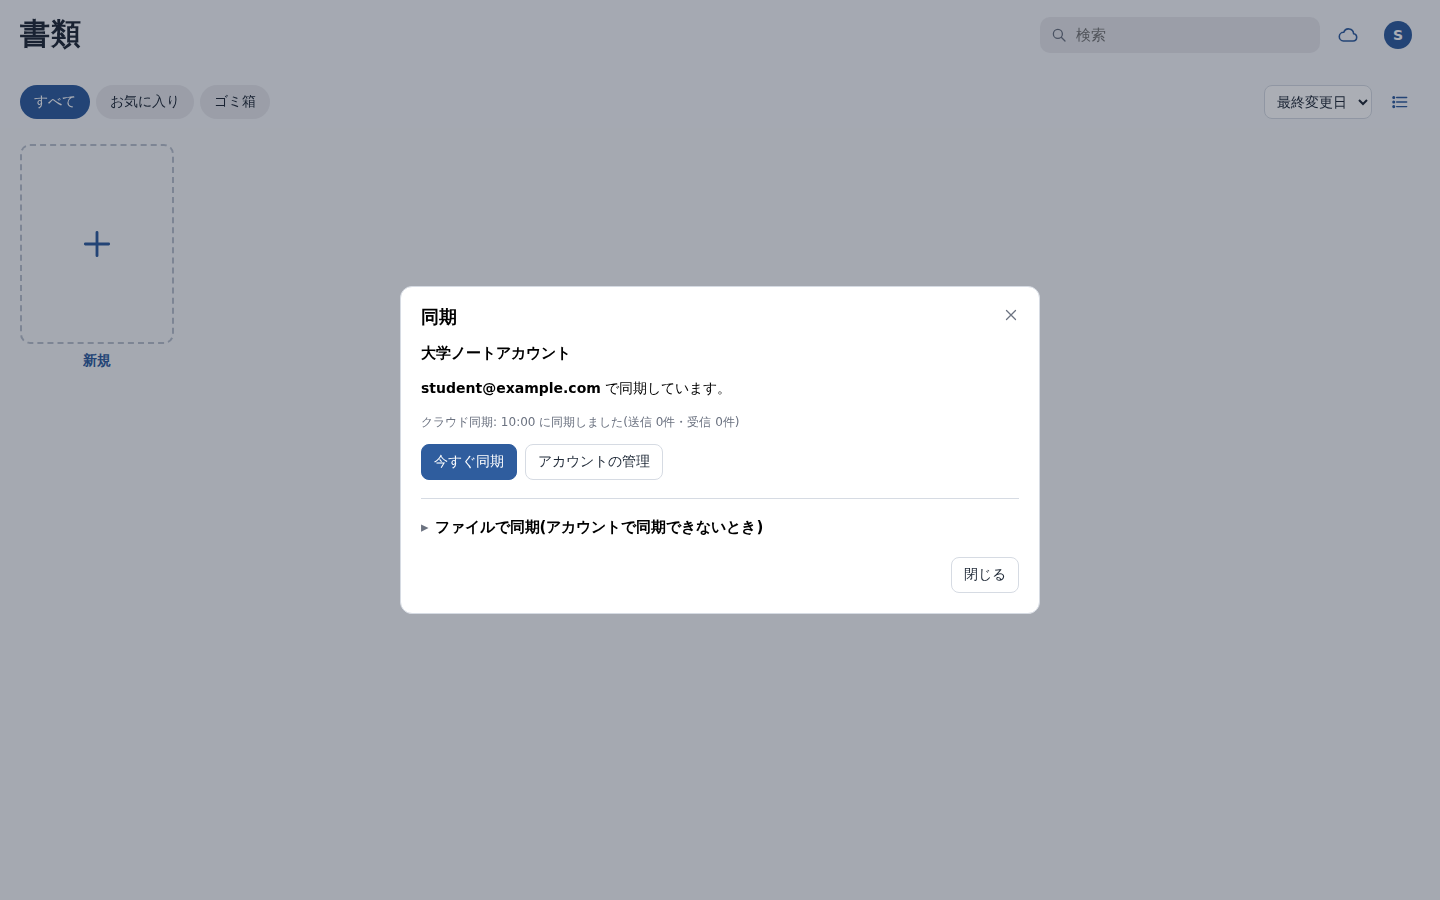 書類
検索
S
すべて
お気に入り
ゴミ箱
最終変更日
新規
同期
大学ノートアカウント
student@example.com で同期しています。
クラウド同期: 10:00 に同期しました(送信 0件・受信 0件)
今すぐ同期
アカウントの管理
ファイルで同期(アカウントで同期できないとき)
閉じる